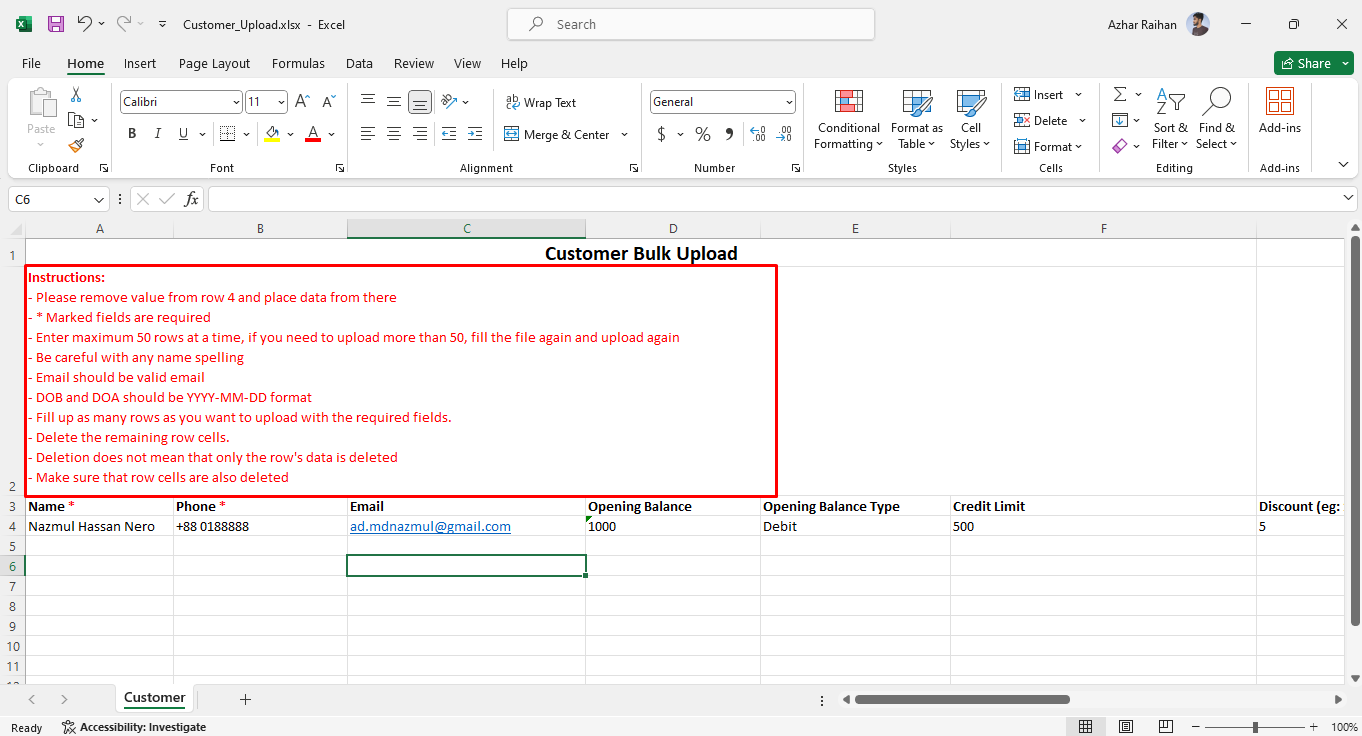 Customer_Upload.xlsx - Excel
Search
Azhar Raihan
File Home Insert Page Layout Formulas Data Review View Help
Share
Paste
Clipboard
Calibri 11
B I U
Font
Wrap Text
Merge & Center
Alignment
General
$ % 9
Number
Conditional Formatting
Format as Table
Cell Styles
Styles
Insert
Delete
Format
Cells
Sort & Filter
Find & Select
Editing
Add-ins
Add-ins
C6
fx
A B C D E F
1 Customer Bulk Upload
Instructions:
- Please remove value from row 4 and place data from there
- * Marked fields are required
- Enter maximum 50 rows at a time, if you need to upload more than 50, fill the file again and upload again
- Be careful with any name spelling
- Email should be valid email
- DOB and DOA should be YYYY-MM-DD format
- Fill up as many rows as you want to upload with the required fields.
- Delete the remaining row cells.
- Deletion does not mean that only the row's data is deleted
- Make sure that row cells are also deleted
2
3 Name * Phone * Email Opening Balance Opening Balance Type Credit Limit Discount (eg:
4 Nazmul Hassan Nero +88 0188888 ad.mdnazmul@gmail.com 1000 Debit 500 5
5
6
7
8
9
10
11
Customer
Ready Accessibility: Investigate 100%